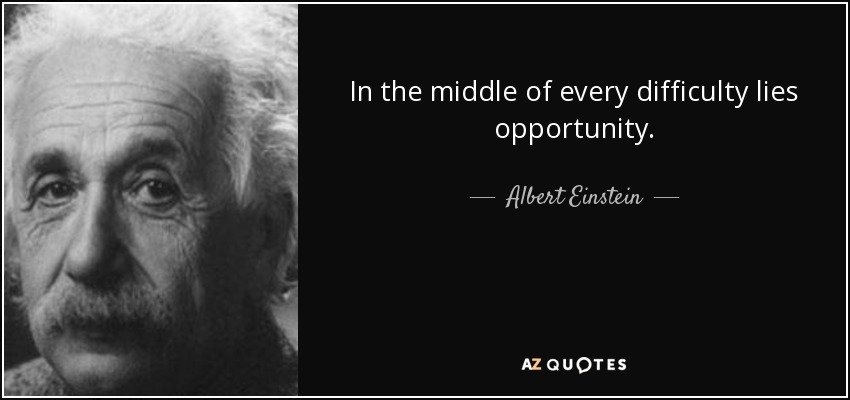 In the middle of every difficulty lies
opportunity.
— Albert Einstein —
AZ QUOTES